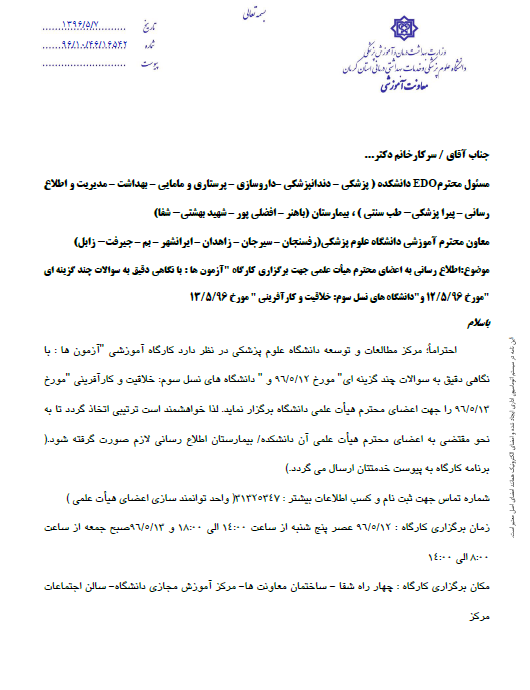 بسمه تعالی
تاریخ ۱۳۹۶/۵/۷
شماره ۹۶/۱۰/۴۶/۱۶۵۴۲
پیوست
وزارت بهداشت درمان و آموزش پزشکی
دانشگاه علوم پزشکی و خدمات بهداشتی درمانی استان کرمان
معاونت آموزشی
جناب آقای / سرکارخانم دکتر...
مسئول محترم EDO دانشکده ( پزشکی – دندانپزشکی –داروسازی – پرستاری و مامایی – بهداشت – مدیریت و اطلاع
رسانی – پیرا پزشکی– طب سنتی ) ، بیمارستان (باهنر – افضلی پور – شهید بهشتی– شفا)
معاون محترم آموزشی دانشگاه علوم پزشکی(رفسنجان – سیرجان – زاهدان – ایرانشهر – بم – جیرفت– زابل)
موضوع:اطلاع رسانی به اعضای محترم هیأت علمی جهت برگزاری کارگاه "آزمون ها : با نگاهی دقیق به سوالات چند گزینه ای
"مورخ ۱۲/۵/۹۶ و"دانشگاه های نسل سوم: خلاقیت و کارآفرینی " مورخ ۱۳/۵/۹۶
باسلام
احتراماً: مرکز مطالعات و توسعه دانشگاه علوم پزشکی در نظر دارد کارگاه آموزشی "آزمون ها : با
نگاهی دقیق به سوالات چند گزینه ای" مورخ ۹۶/۵/۱۲ و " دانشگاه های نسل سوم: خلاقیت و کارآفرینی "مورخ
۹۶/۵/۱۳ را جهت اعضای محترم هیأت علمی دانشگاه برگزار نماید. لذا خواهشمند است ترتیبی اتخاذ گردد تا به
نحو مقتضی به اعضای محترم هیأت علمی آن دانشکده/ بیمارستان اطلاع رسانی لازم صورت گرفته شود.(
برنامه کارگاه به پیوست خدمتتان ارسال می گردد.)
شماره تماس جهت ثبت نام و کسب اطلاعات بیشتر : ۳۱۳۲۵۳۴۷( واحد توانمند سازی اعضای هیأت علمی )
زمان برگزاری کارگاه : ۹۶/۵/۱۲ عصر پنج شنبه از ساعت ۱۴:۰۰ الی ۱۸:۰۰ و ۹۶/۵/۱۳صبح جمعه از ساعت
۸:۰۰ الی ۱۴:۰۰
مکان برگزاری کارگاه : چهار راه شفا – ساختمان معاونت ها– مرکز آموزش مجازی دانشگاه– سالن اجتماعات
مرکز